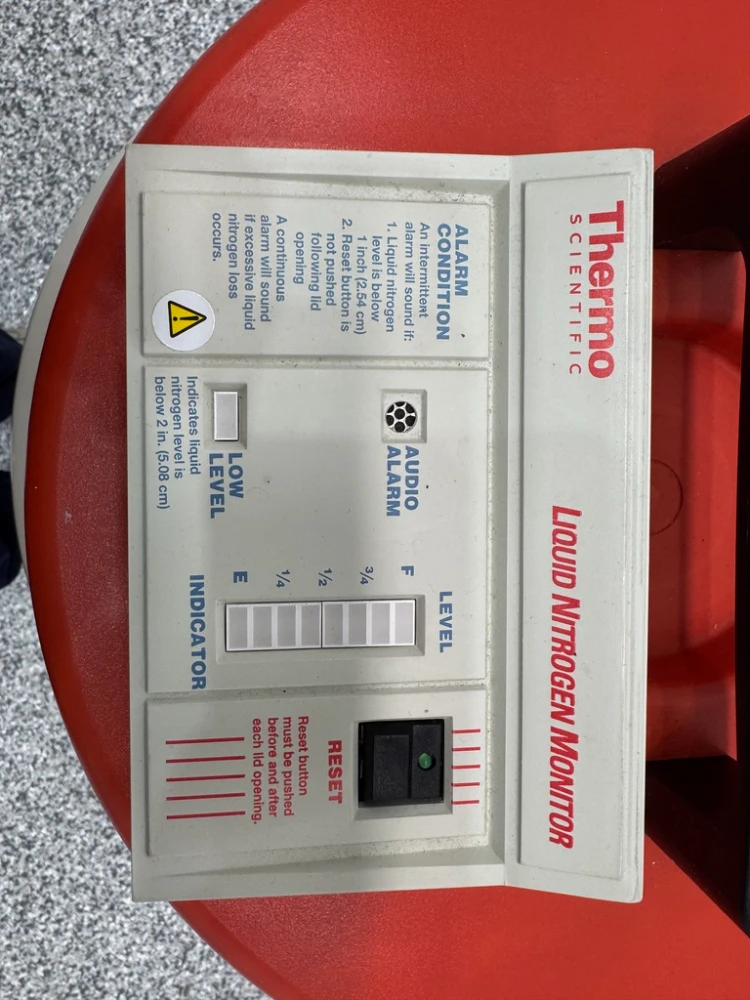 Thermo
SCIENTIFIC
LIQUID NITROGEN MONITOR
ALARM
CONDITION
An intermittent
alarm will sound if:
1. Liquid nitrogen
level is below
1 inch (2.54 cm)
2. Reset button is
not pushed
following lid
opening
A continuous
alarm will sound
if excessive liquid
nitrogen loss
occurs.
AUDIO
ALARM
LOW
LEVEL
Indicates liquid
nitrogen level is
below 2 in. (5.08 cm)
LEVEL
F
3/4
1/2
1/4
E
INDICATOR
RESET
Reset button
must be pushed
before and after
each lid opening.